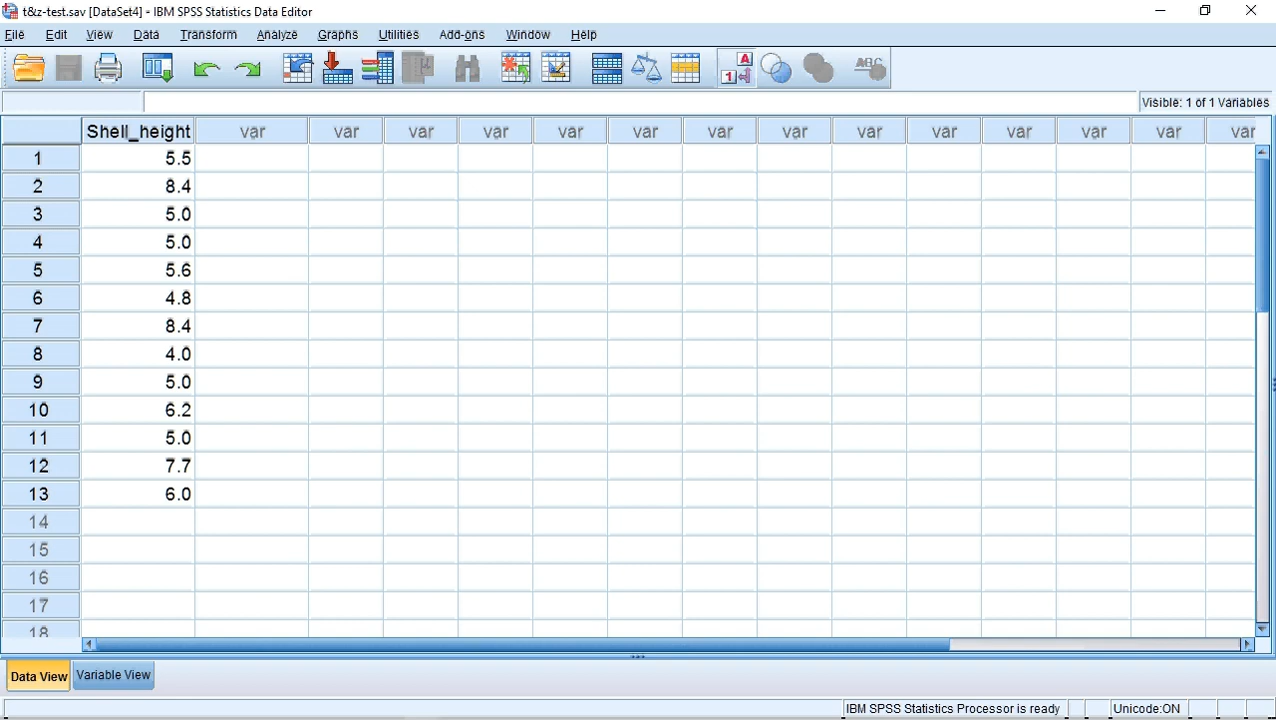 t&z-test.sav [DataSet4] - IBM SPSS Statistics Data Editor
File Edit View Data Transform Analyze Graphs Utilities Add-ons Window Help
1 A ABC
Visible: 1 of 1 Variables
Shell_height var var var var var var var var var var var var var var
1 5.5
2 8.4
3 5.0
4 5.0
5 5.6
6 4.8
7 8.4
8 4.0
9 5.0
10 6.2
11 5.0
12 7.7
13 6.0
14
15
16
17
18
Data View Variable View
IBM SPSS Statistics Processor is ready Unicode:ON